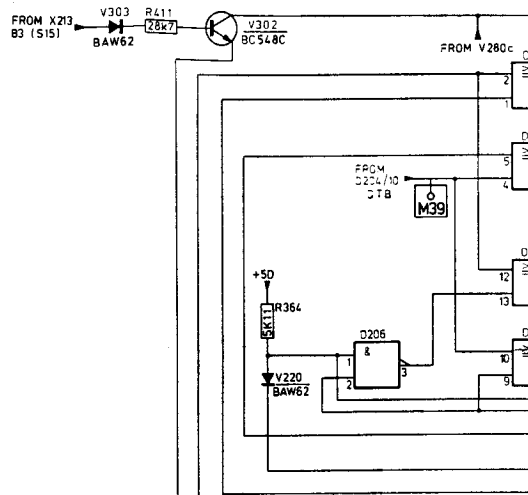 FROM X213
B3 (S15)
V303
BAW62
R411
28k7
V302
BC548C
FROM V280c
D
≥
2
1
D
≥
5
4
FROM
D204/10
DTB
M39
≥
12
13
D
10
9
+5D
R364
5K11
V220
BAW62
D206
&
1
2
3